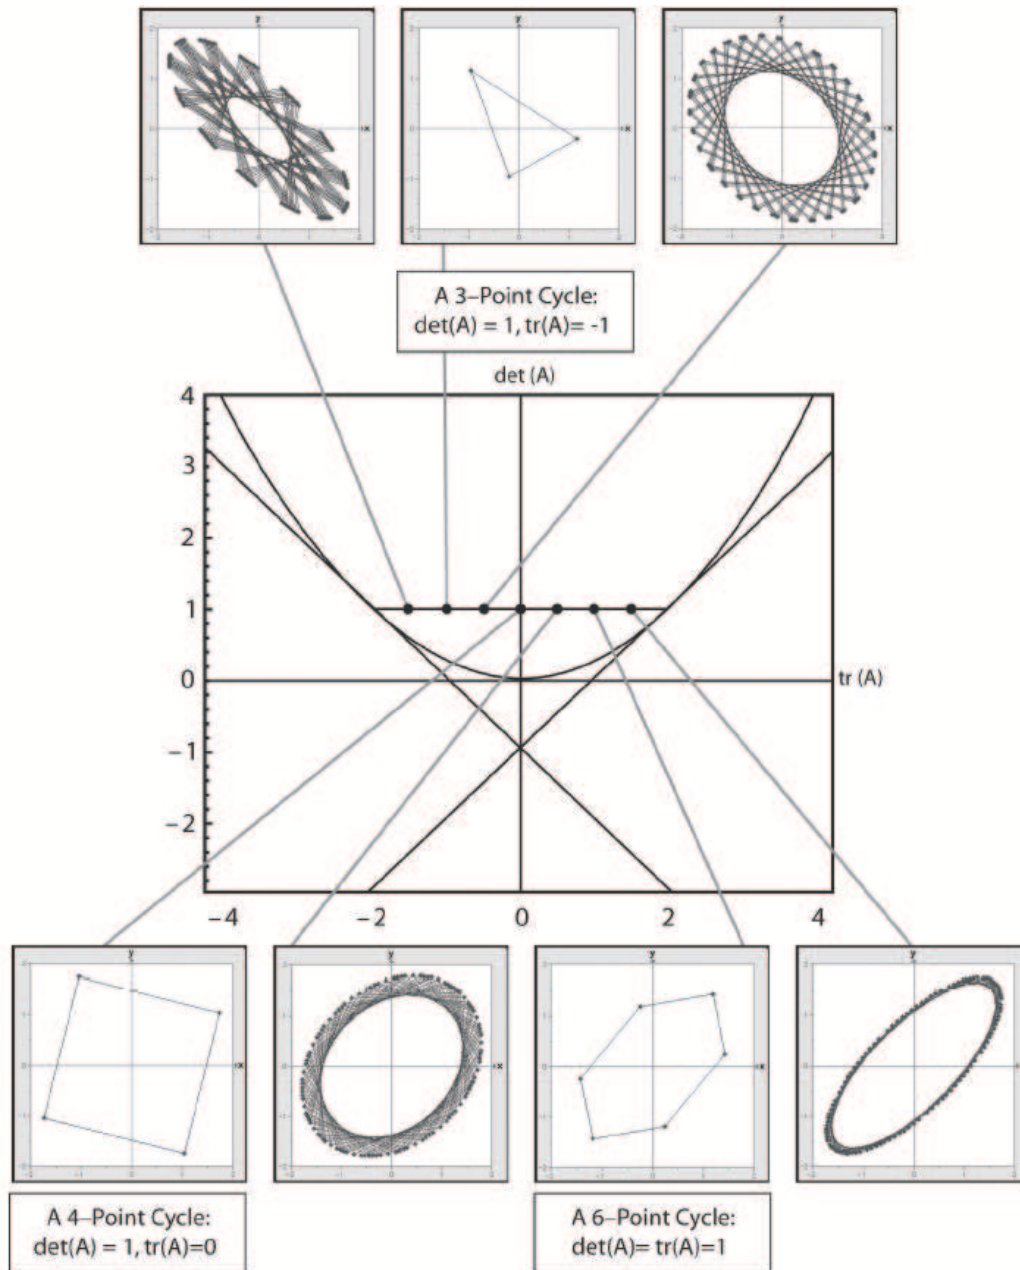 y
y
y
x
x
x
A 3–Point Cycle:
det(A) = 1, tr(A)= -1
det (A)
4
3
2
1
0
−1
−2
tr (A)
−4
−2
0
2
4
y
y
y
y
x
x
x
x
A 4–Point Cycle:
det(A) = 1, tr(A)=0
A 6–Point Cycle:
det(A)= tr(A)=1